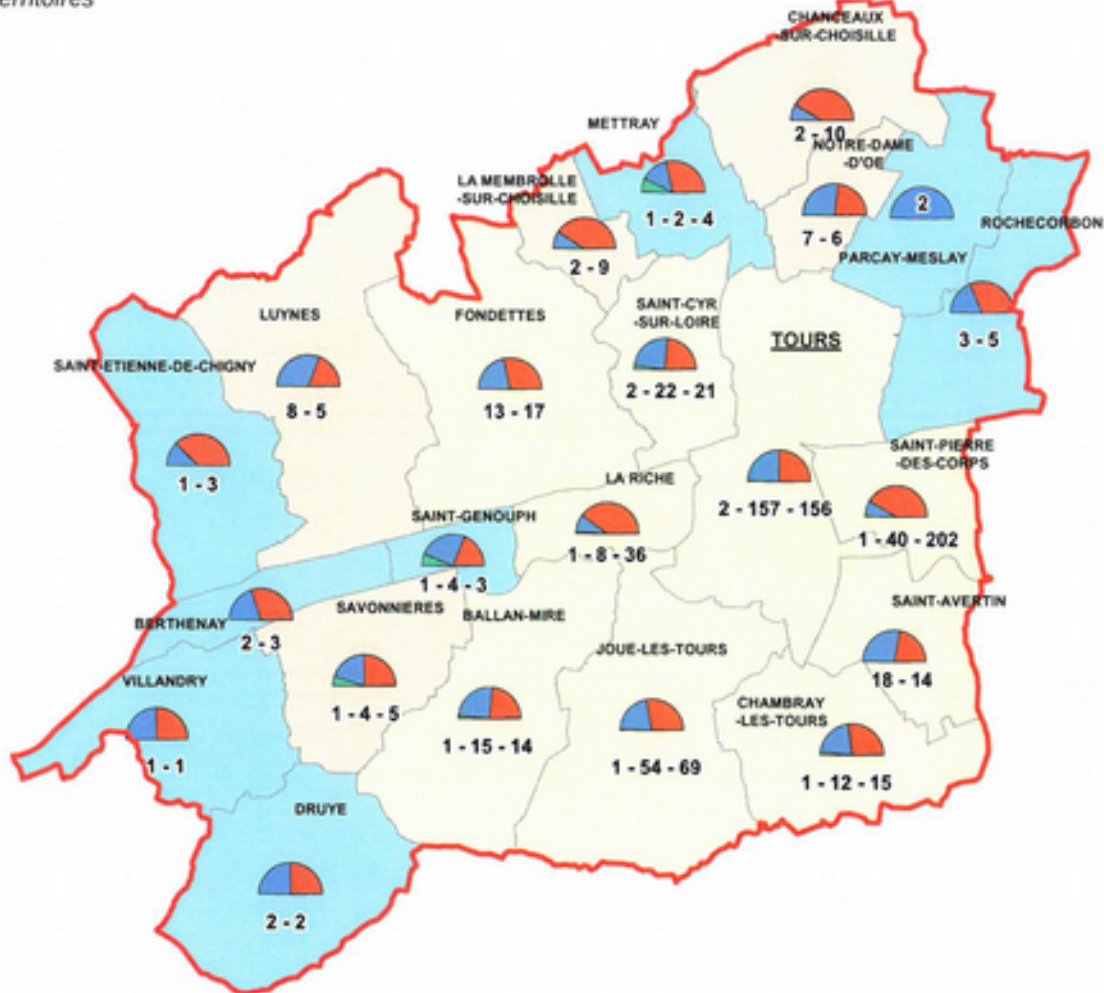 CHANCEAUX
-SUR-CHOISILLE
2 - 10
METTRAY
1 - 2 - 4
NOTRE-DAME
-D'OE
7 - 6
LA MEMBROLLE
-SUR-CHOISILLE
2 - 9
2
PARCAY-MESLAY
ROCHECORBON
3 - 5
LUYNES
8 - 5
FONDETTES
13 - 17
SAINT-CYR
-SUR-LOIRE
2 - 22 - 21
TOURS
2 - 157 - 156
SAINT-ETIENNE-DE-CHIGNY
1 - 3
SAINT-PIERRE
-DES-CORPS
1 - 40 - 202
LA RICHE
1 - 8 - 36
SAINT-GENOUPH
1 - 4 - 3
BERTHENAY
2 - 3
SAVONNIERES
1 - 4 - 5
BALLAN-MIRE
1 - 15 - 14
JOUE-LES-TOURS
1 - 54 - 69
SAINT-AVERTIN
18 - 14
CHAMBRAY
-LES-TOURS
1 - 12 - 15
VILLANDRY
1 - 1
DRUYE
2 - 2